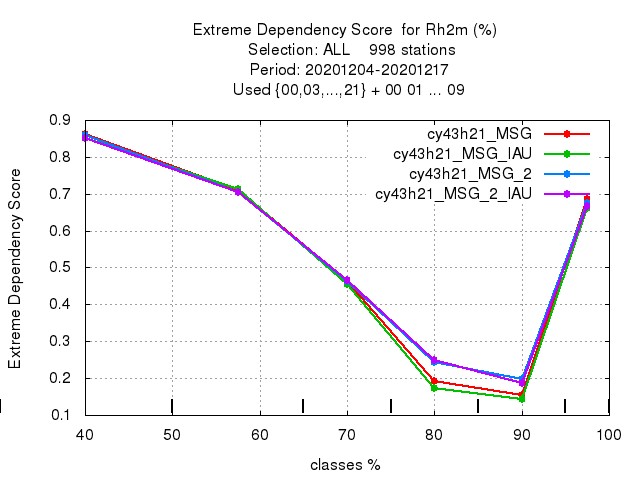 Extreme Dependency Score  for Rh2m (%)
Selection: ALL    998 stations
Period: 20201204-20201217
Used {00,03,...,21} + 00 01 ... 09
cy43h21_MSG
cy43h21_MSG_IAU
cy43h21_MSG_2
cy43h21_MSG_2_IAU
Extreme Dependency Score
0.9
0.8
0.7
0.6
0.5
0.4
0.3
0.2
0.1
40 50 60 70 80 90 100
classes %